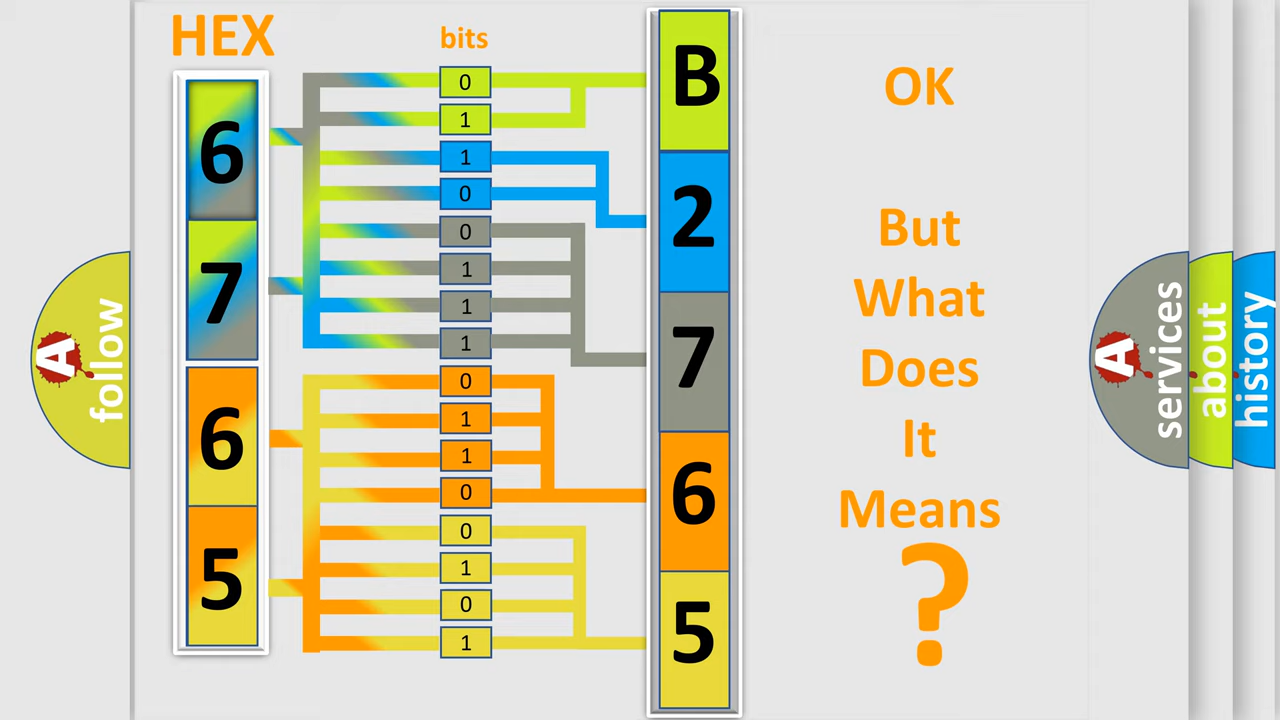 HEX
bits
6
7
6
5
0
1
1
0
0
1
1
1
0
1
1
0
0
1
0
1
B
2
7
6
5
OK
But
What
Does
It
Means
?
A
follow
A
services
about
history